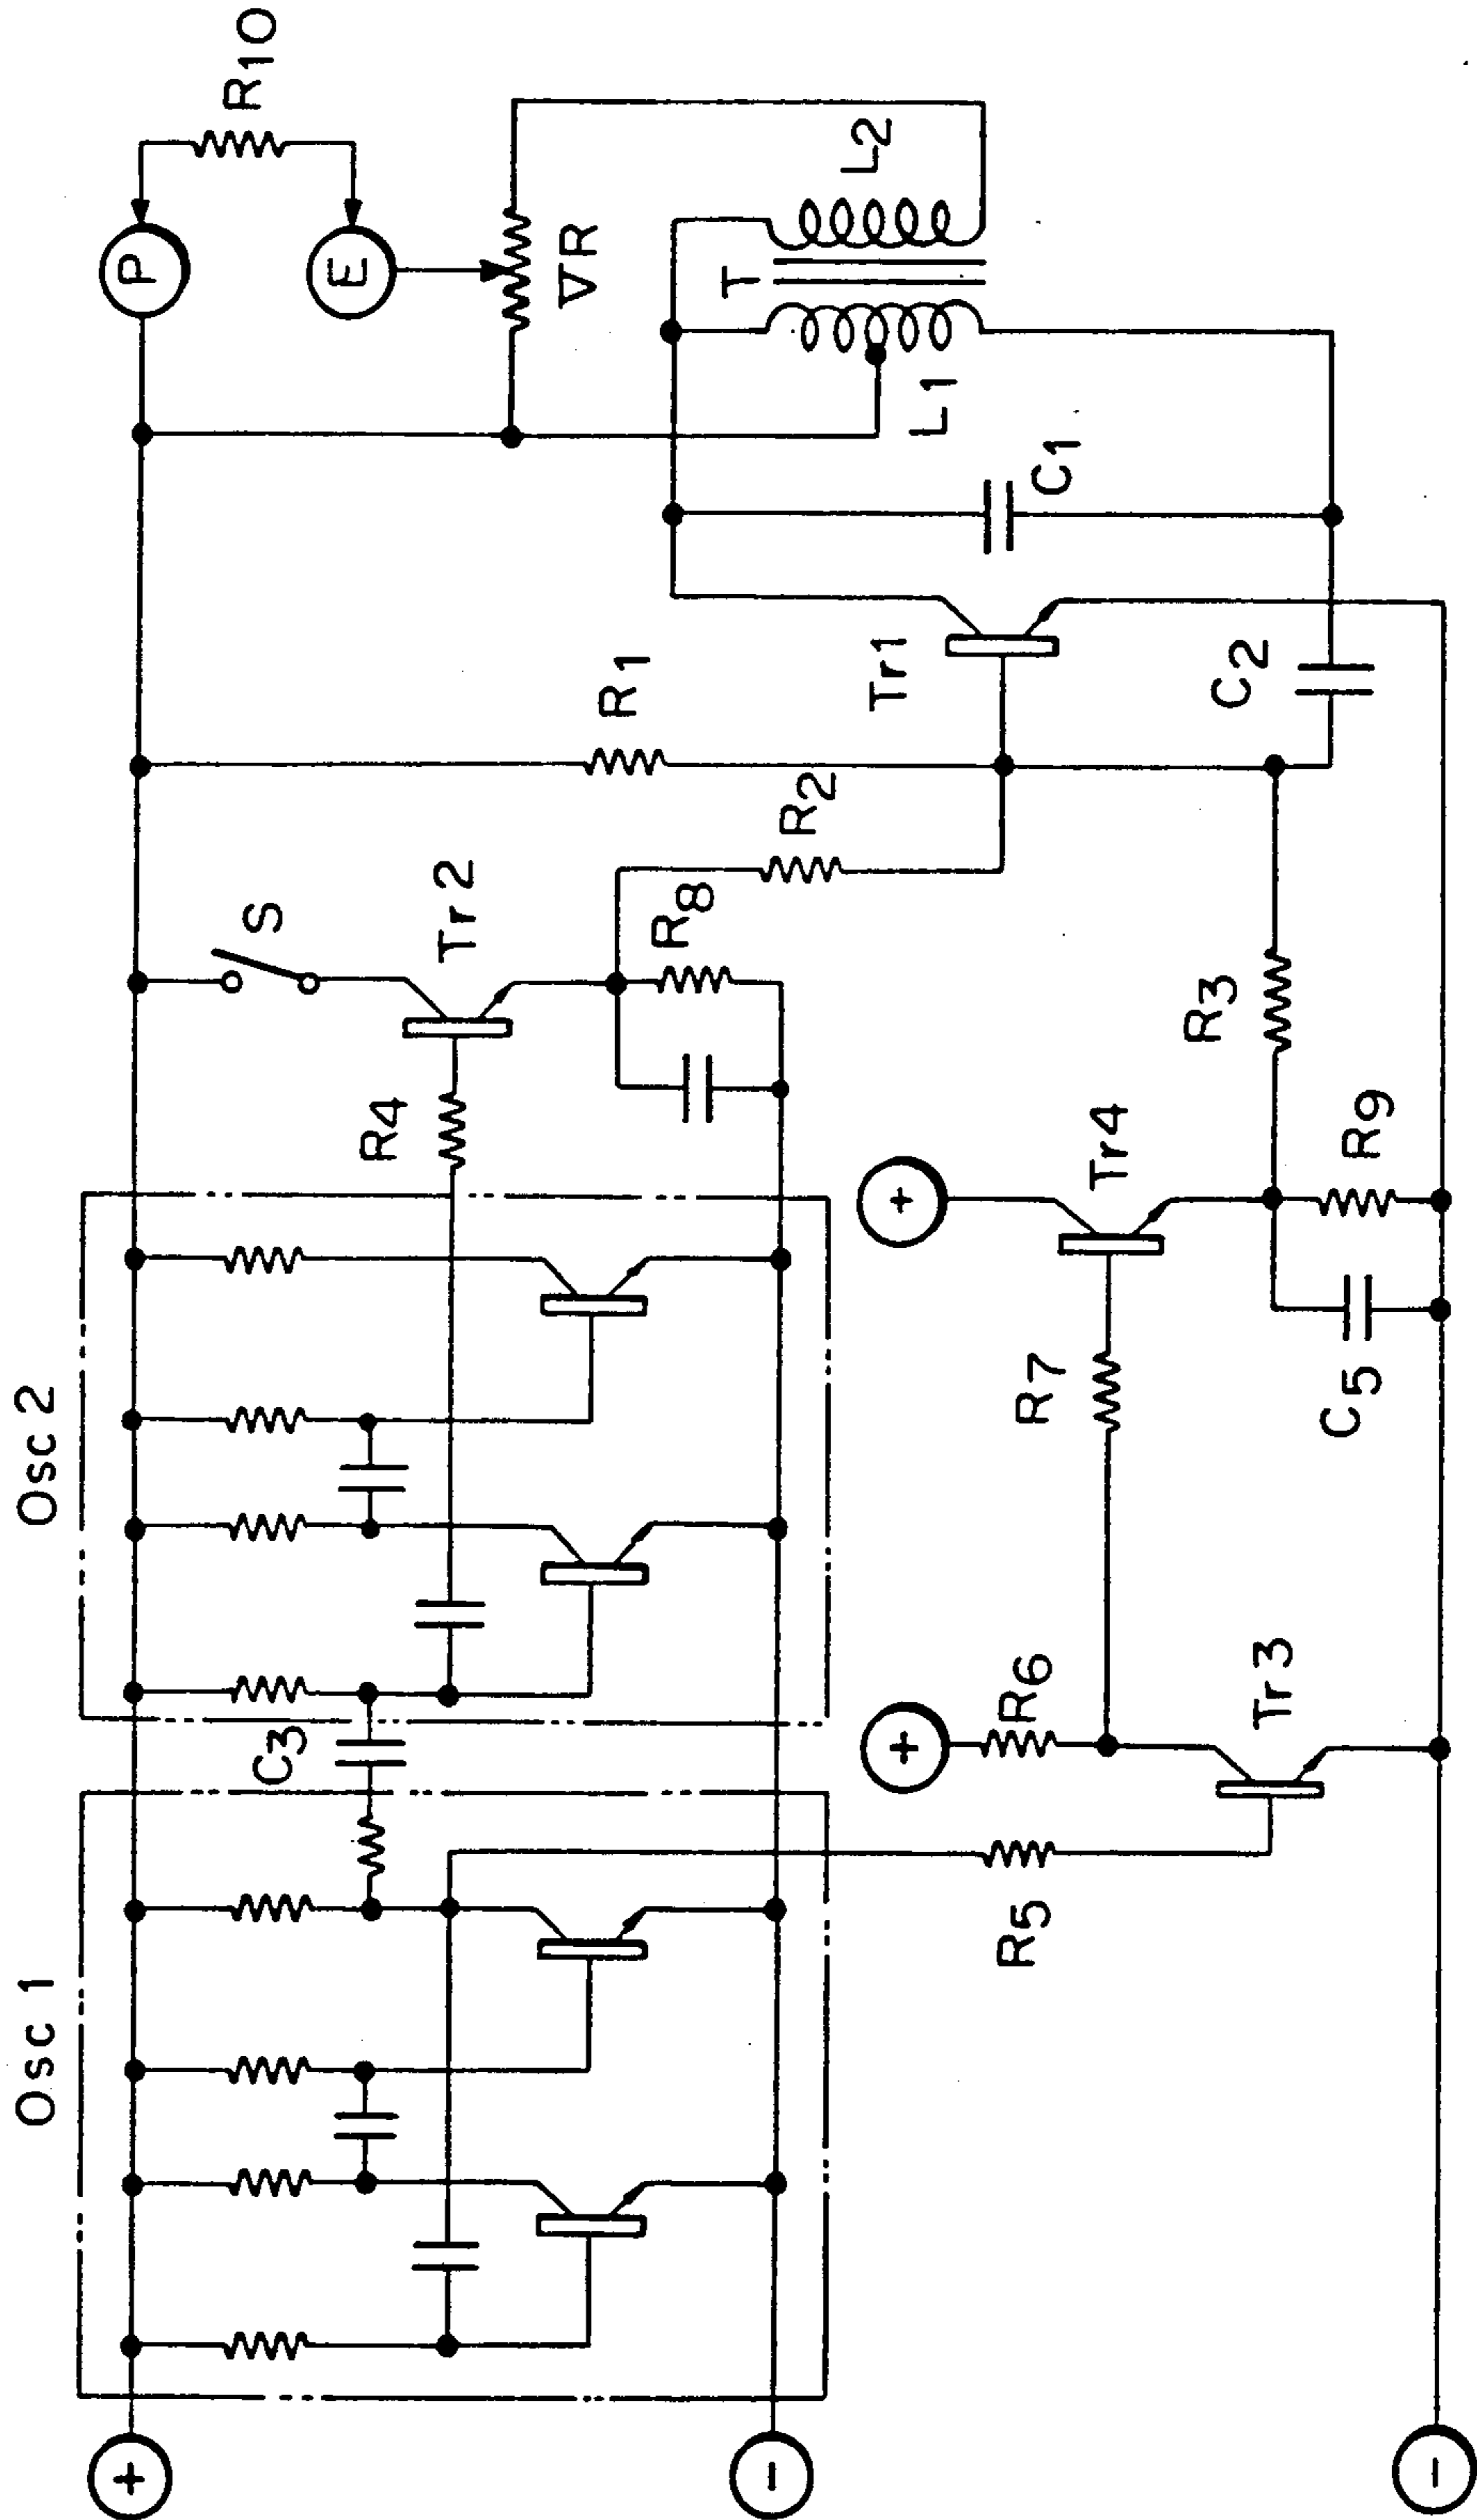 Osc 1
Osc 2
C3
R4
S
Tr2
R8
R2
R1
P
E
R10
VR
T
L2
L1
C1
Tr1
C2
R3
R5
R6
Tr3
R7
Tr4
R9
C5
+
+
+
−
−